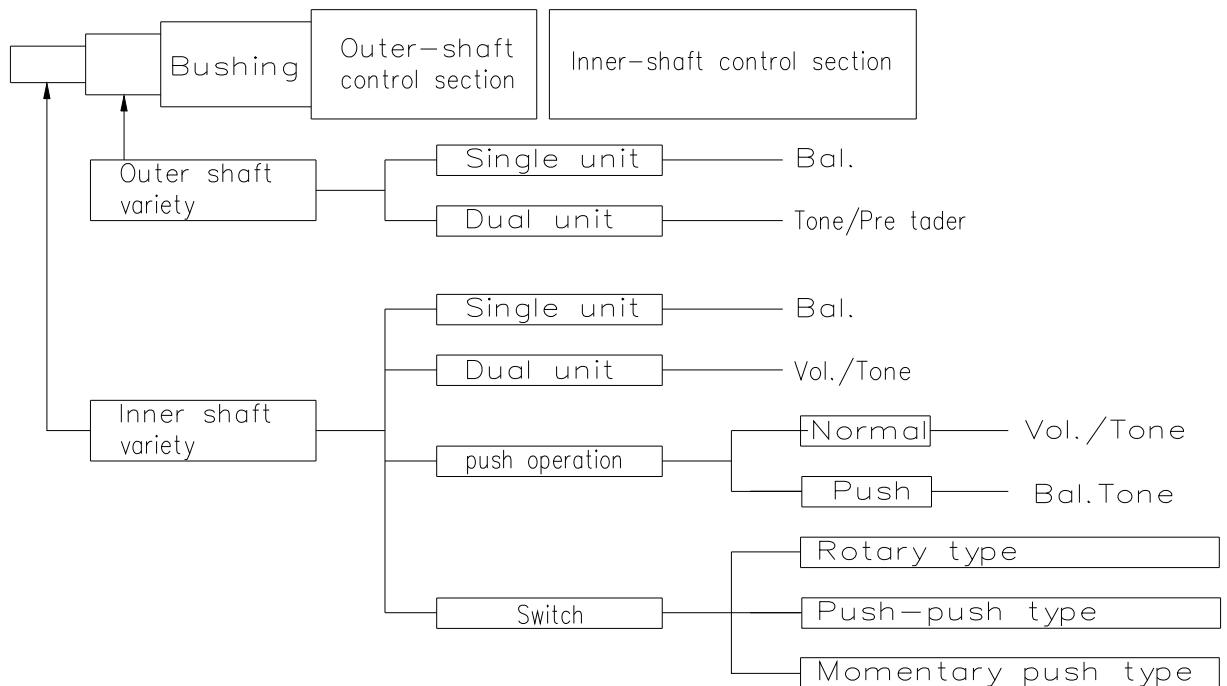 Bushing
Outer-shaft
control section
Inner-shaft control section
Outer shaft
variety
Single unit
Bal.
Dual unit
Tone/Pre tader
Single unit
Bal.
Dual unit
Vol./Tone
Inner shaft
variety
push operation
Normal
Vol./Tone
Push
Bal.Tone
Rotary type
Switch
Push-push type
Momentary push type